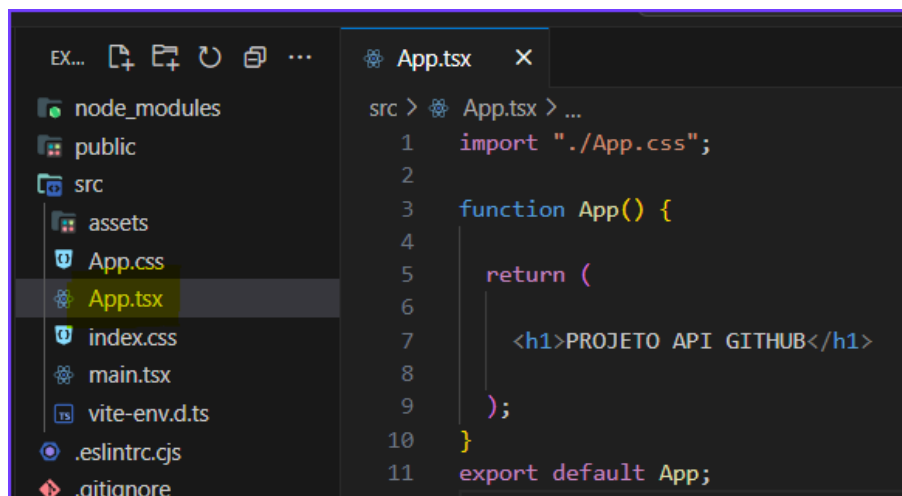 EX...
node_modules
public
src
assets
App.css
App.tsx
index.css
main.tsx
vite-env.d.ts
.eslintrc.cjs
.gitignore
App.tsx
src > App.tsx > ...
1 import "./App.css";
2
3 function App() {
4
5 return (
6
7 <h1>PROJETO API GITHUB</h1>
8
9 );
10 }
11 export default App;